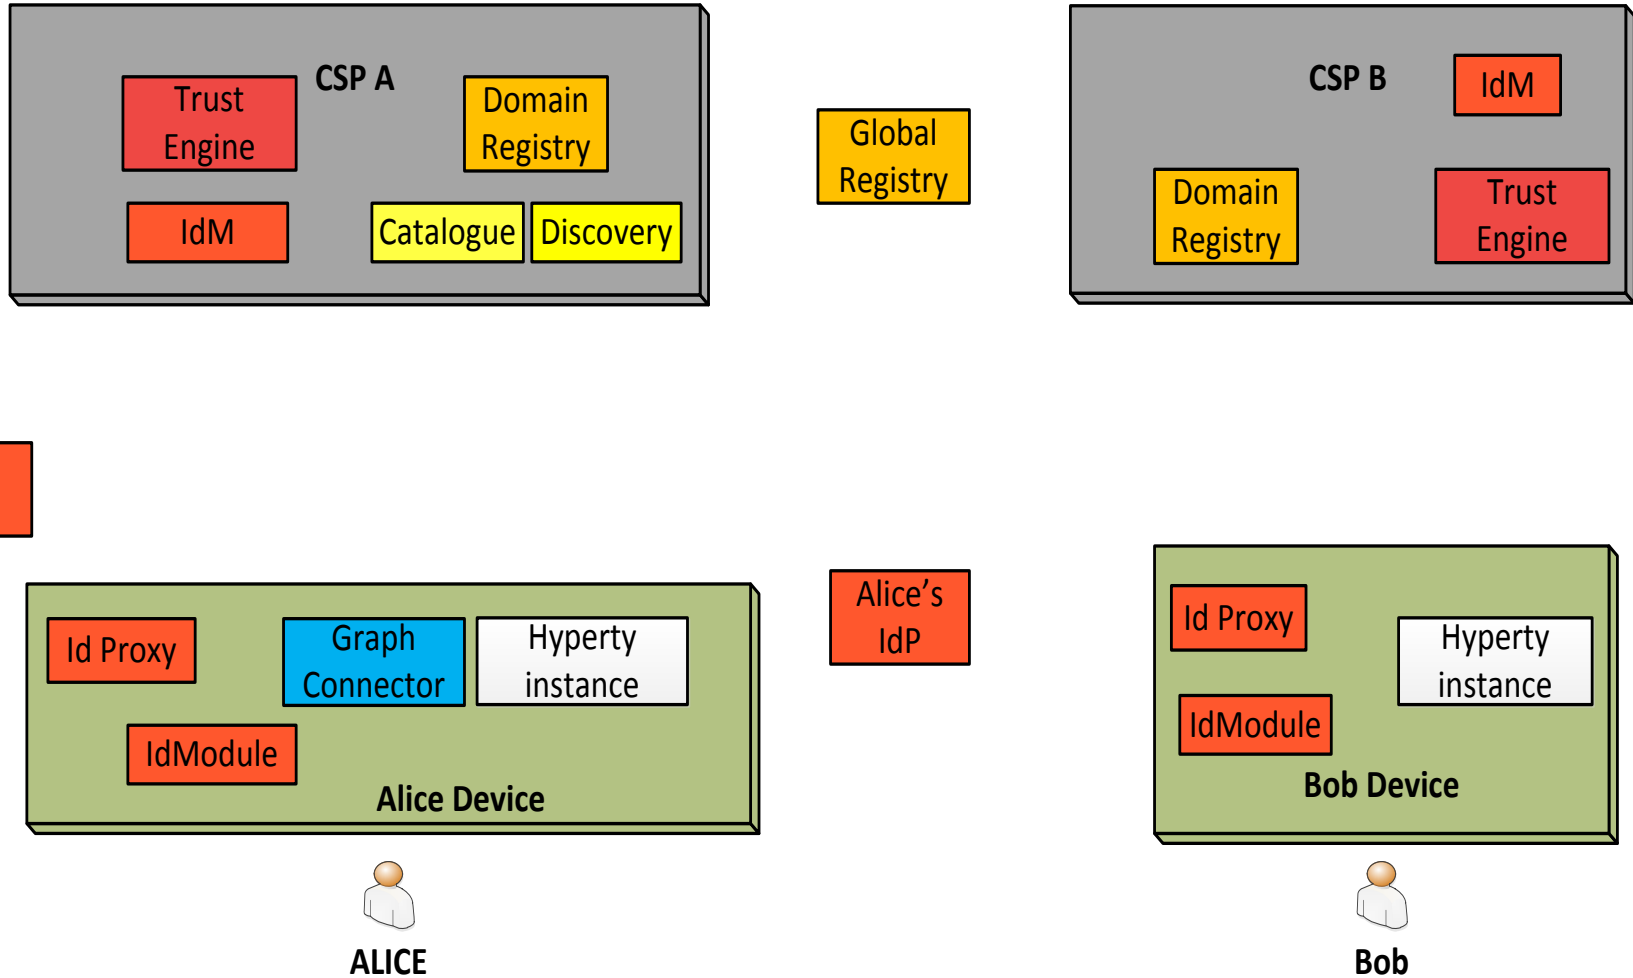 CSP A
Trust
Engine
Domain
Registry
IdM
Catalogue
Discovery
Global
Registry
CSP B
IdM
Domain
Registry
Trust
Engine
Id Proxy
Graph
Connector
Hyperty
instance
IdModule
Alice Device
ALICE
Alice’s
IdP
Id Proxy
Hyperty
instance
IdModule
Bob Device
Bob